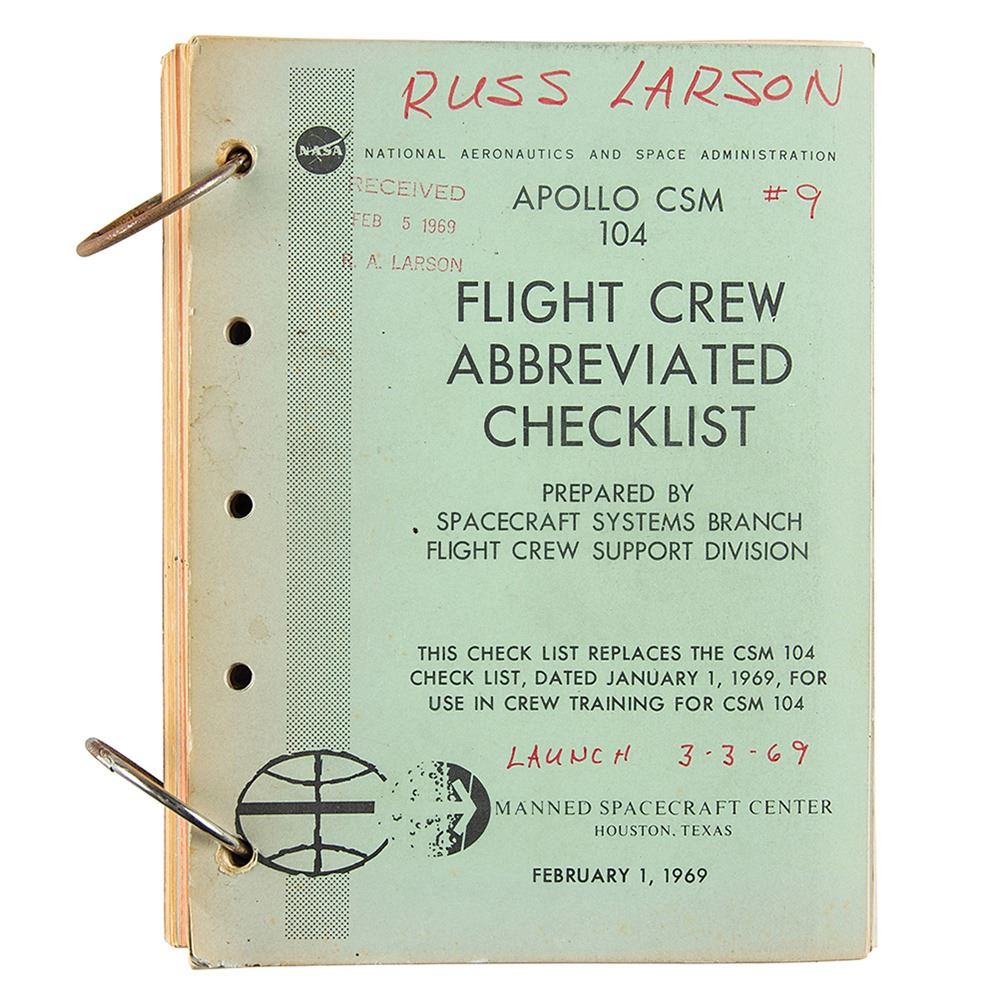 RUSS LARSON
NASA
NATIONAL AERONAUTICS AND SPACE ADMINISTRATION
RECEIVED
FEB 5 1969
R. A. LARSON
APOLLO CSM #9
104
FLIGHT CREW
ABBREVIATED
CHECKLIST
PREPARED BY
SPACECRAFT SYSTEMS BRANCH
FLIGHT CREW SUPPORT DIVISION
THIS CHECK LIST REPLACES THE CSM 104
CHECK LIST, DATED JANUARY 1, 1969, FOR
USE IN CREW TRAINING FOR CSM 104
LAUNCH 3-3-69
MANNED SPACECRAFT CENTER
HOUSTON, TEXAS
FEBRUARY 1, 1969